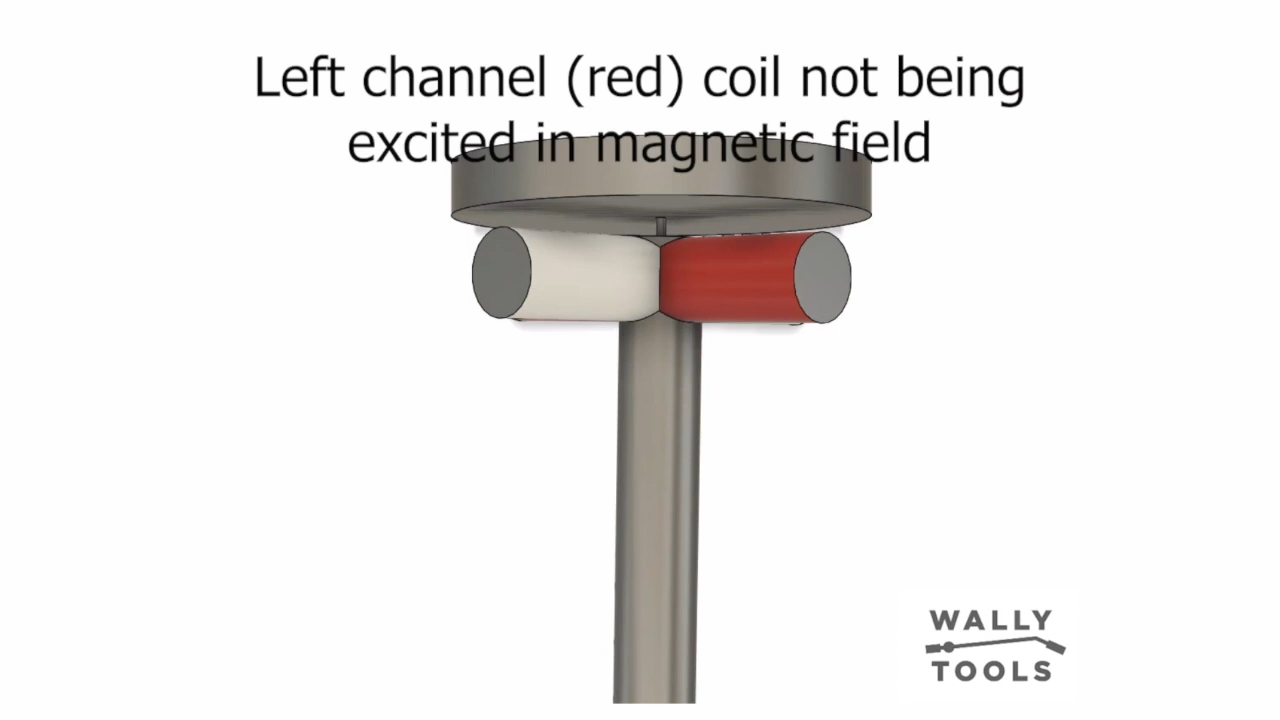 Left channel (red) coil not being
excited in magnetic field
WALLY
TOOLS